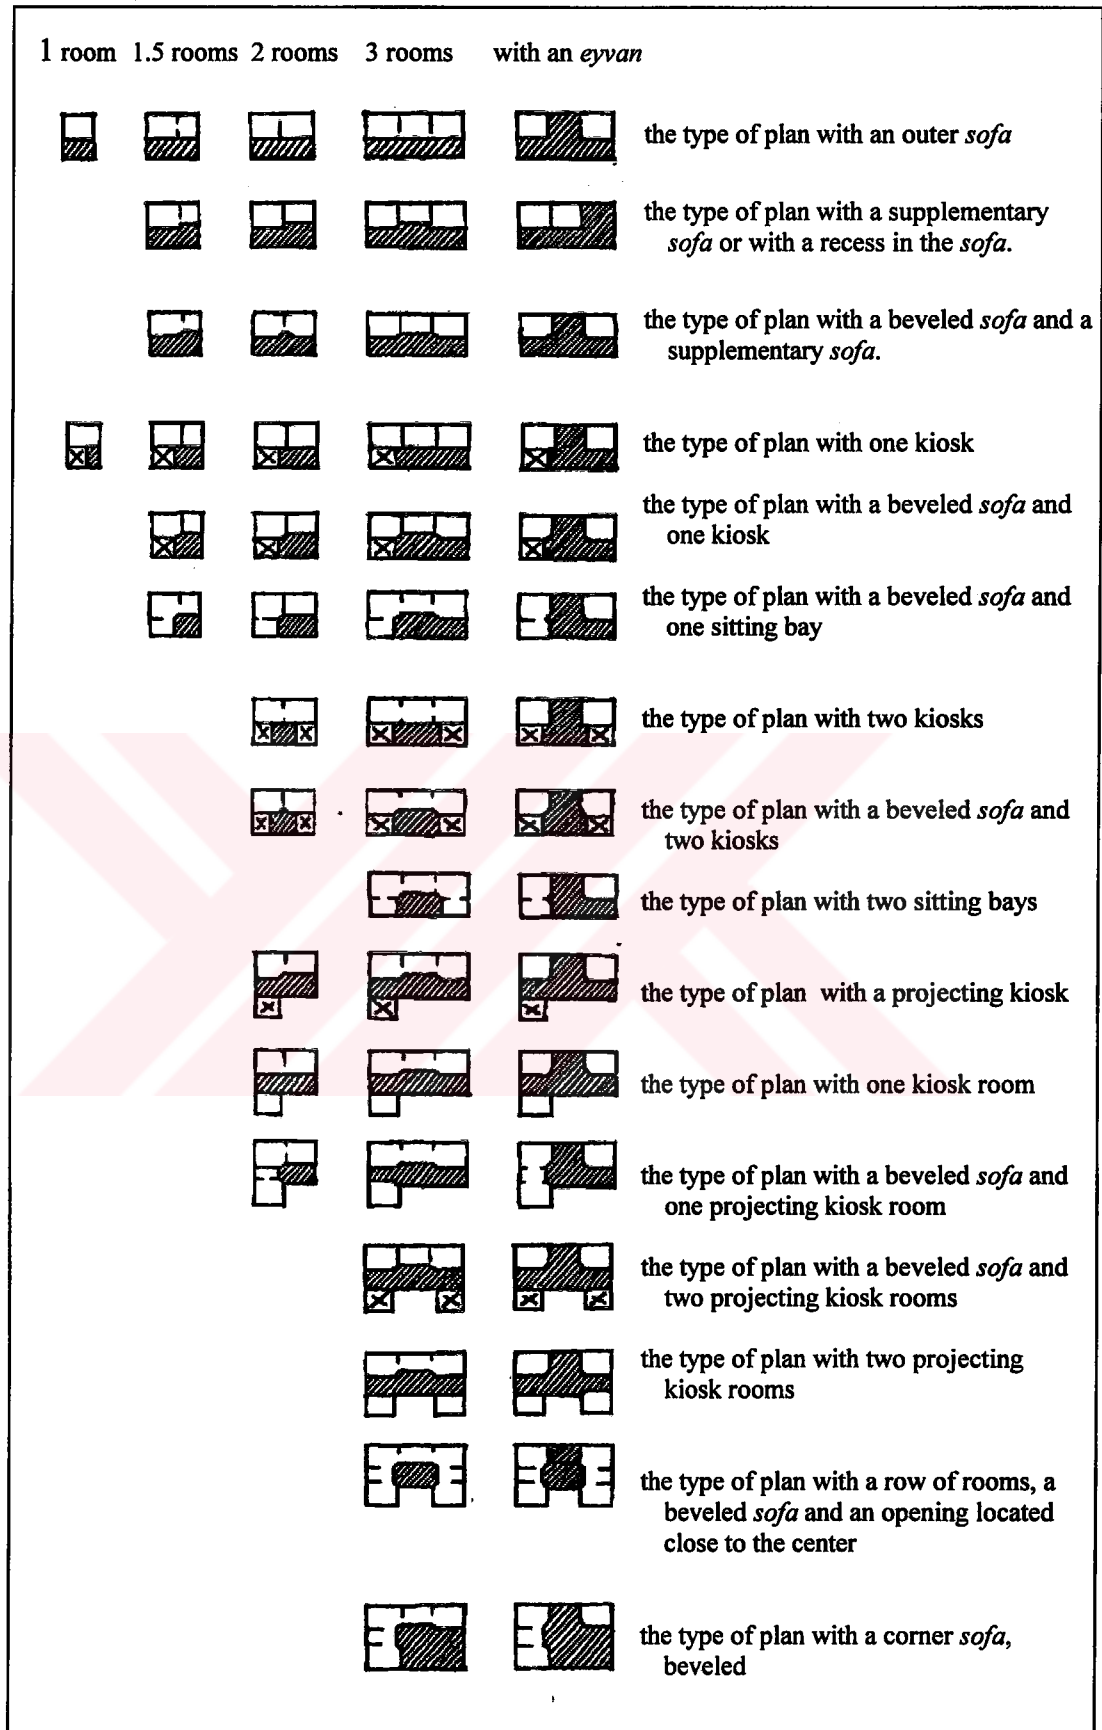 1 room 1.5 rooms 2 rooms 3 rooms with an eyvan
the type of plan with an outer sofa
the type of plan with a supplementary
sofa or with a recess in the sofa.
the type of plan with a beveled sofa and a
supplementary sofa.
the type of plan with one kiosk
the type of plan with a beveled sofa and
one kiosk
the type of plan with a beveled sofa and
one sitting bay
the type of plan with two kiosks
the type of plan with a beveled sofa and
two kiosks
the type of plan with two sitting bays
the type of plan with a projecting kiosk
the type of plan with one kiosk room
the type of plan with a beveled sofa and
one projecting kiosk room
the type of plan with a beveled sofa and
two projecting kiosk rooms
the type of plan with two projecting
kiosk rooms
the type of plan with a row of rooms, a
beveled sofa and an opening located
close to the center
the type of plan with a corner sofa,
beveled